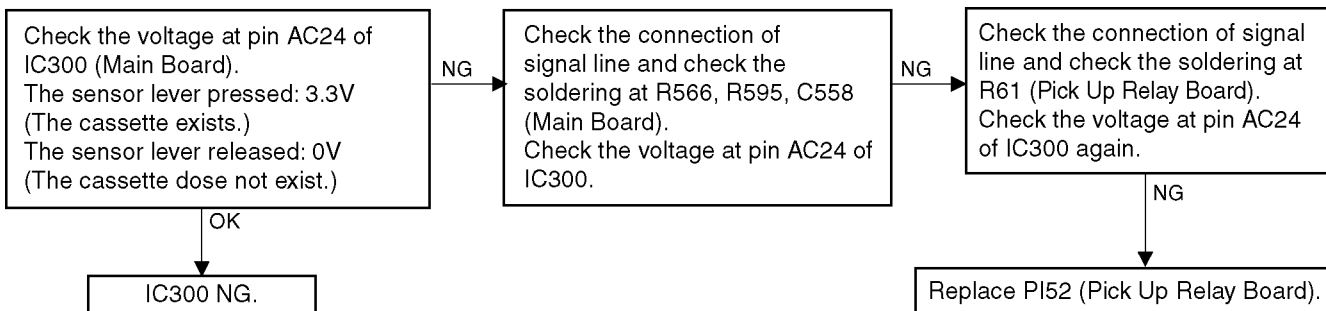 Check the voltage at pin AC24 of
IC300 (Main Board).
The sensor lever pressed: 3.3V
(The cassette exists.)
The sensor lever released: 0V
(The cassette dose not exist.)
NG
Check the connection of
signal line and check the
soldering at R566, R595, C558
(Main Board).
Check the voltage at pin AC24 of
IC300.
NG
Check the connection of signal
line and check the soldering at
R61 (Pick Up Relay Board).
Check the voltage at pin AC24
of IC300 again.
OK
NG
IC300 NG.
Replace PI52 (Pick Up Relay Board).